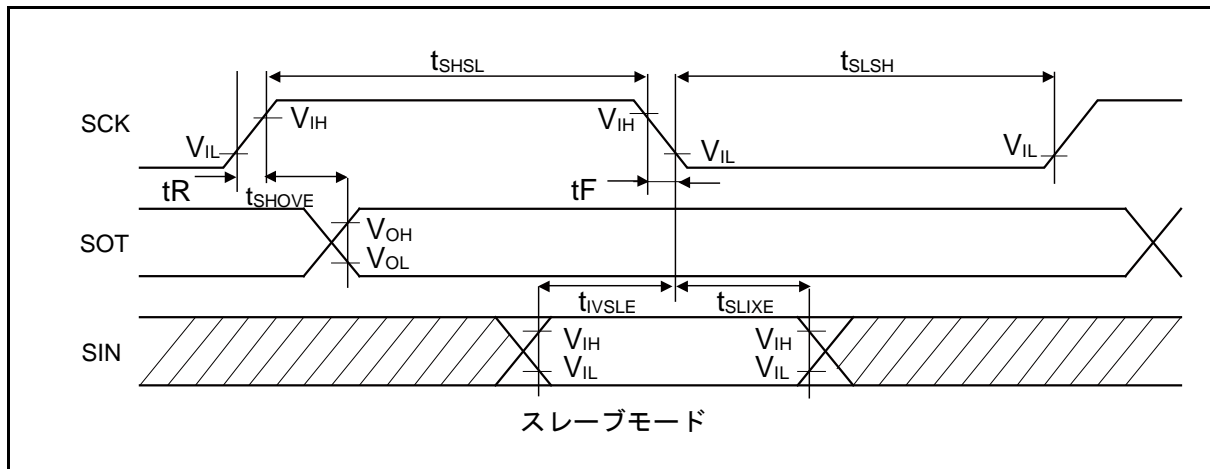 tSHSL
tSLSH
SCK
VIH
VIH
VIL
VIL
VIL
tR
tSHOVE
tF
SOT
VOH
VOL
tIVSLE
tSLIXE
SIN
VIH
VIH
VIL
VIL
スレーブモード